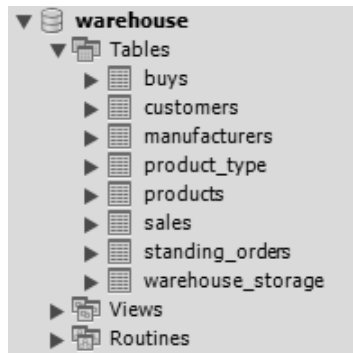 warehouse
Tables
buys
customers
manufacturers
product_type
products
sales
standing_orders
warehouse_storage
Views
Routines